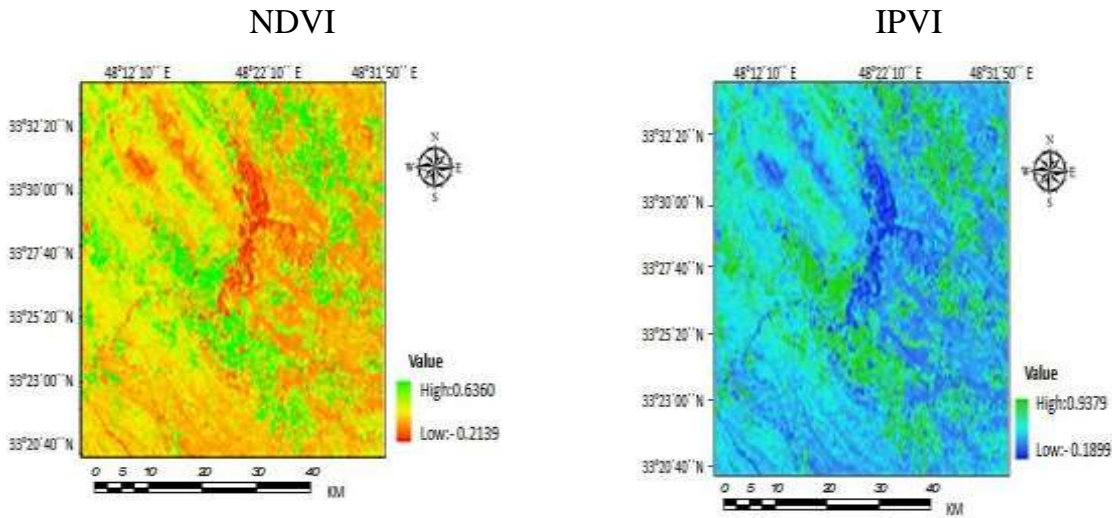 NDVI
48°12´10´´ E 48°22´10´´ E 48°31´50´´ E
33°32´20´´N
33°30´00´´N
33°27´40´´N
33°25´20´´N
33°23´00´´N
33°20´40´´N
N
W E
S
Value
High:0.6360
Low:- 0.2139
0 5 10 20 30 40
KM
IPVI
48°12´10´´ E 48°22´10´´ E 48°31´50´´ E
33°32´20´´N
33°30´00´´N
33°27´40´´N
33°25´20´´N
33°23´00´´N
33°20´40´´N
N
W E
S
Value
High:0.9379
Low:- 0.1899
0 5 10 20 30 40
KM